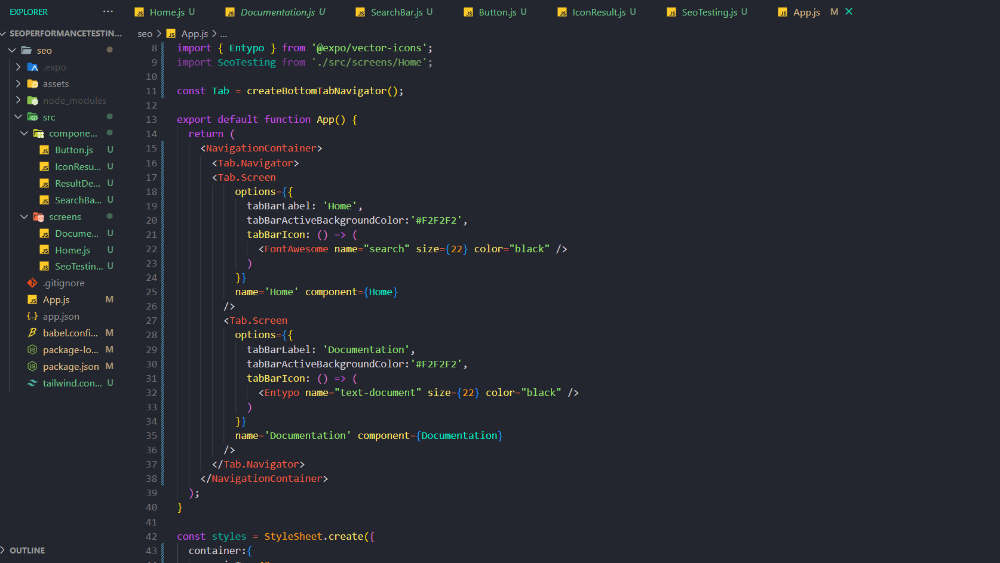 EXPLORER ...
Home.js U Documentation.js U SearchBar.js U Button.js U IconResult.js U SeoTesting.js U App.js M
SEOPERFORMANCETESTIN...
seo
.expo
assets
node_modules
src
compone...
Button.js U
IconResu... U
ResultDe... U
SearchBa... U
screens
Docume... U
Home.js U
SeoTestin... U
.gitignore
App.js M
app.json
babel.confi... M
package-lo... M
package.json M
tailwind.con... U
OUTLINE
seo > App.js > ...
8 import { Entypo } from '@expo/vector-icons';
9 import SeoTesting from './src/screens/Home';
10
11 const Tab = createBottomTabNavigator();
12
13 export default function App() {
14 return (
15 <NavigationContainer>
16 <Tab.Navigator>
17 <Tab.Screen
18 options={{
19 tabBarLabel: 'Home',
20 tabBarActiveBackgroundColor:'#F2F2F2',
21 tabBarIcon: () => (
22 <FontAwesome name="search" size={22} color="black" />
23 )
24 }}
25 name='Home' component={Home}
26 />
27 <Tab.Screen
28 options={{
29 tabBarLabel: 'Documentation',
30 tabBarActiveBackgroundColor:'#F2F2F2',
31 tabBarIcon: () => (
32 <Entypo name="text-document" size={22} color="black" />
33 )
34 }}
35 name='Documentation' component={Documentation}
36 />
37 </Tab.Navigator>
38 </NavigationContainer>
39 );
40 }
41
42 const styles = StyleSheet.create({
43 container:{